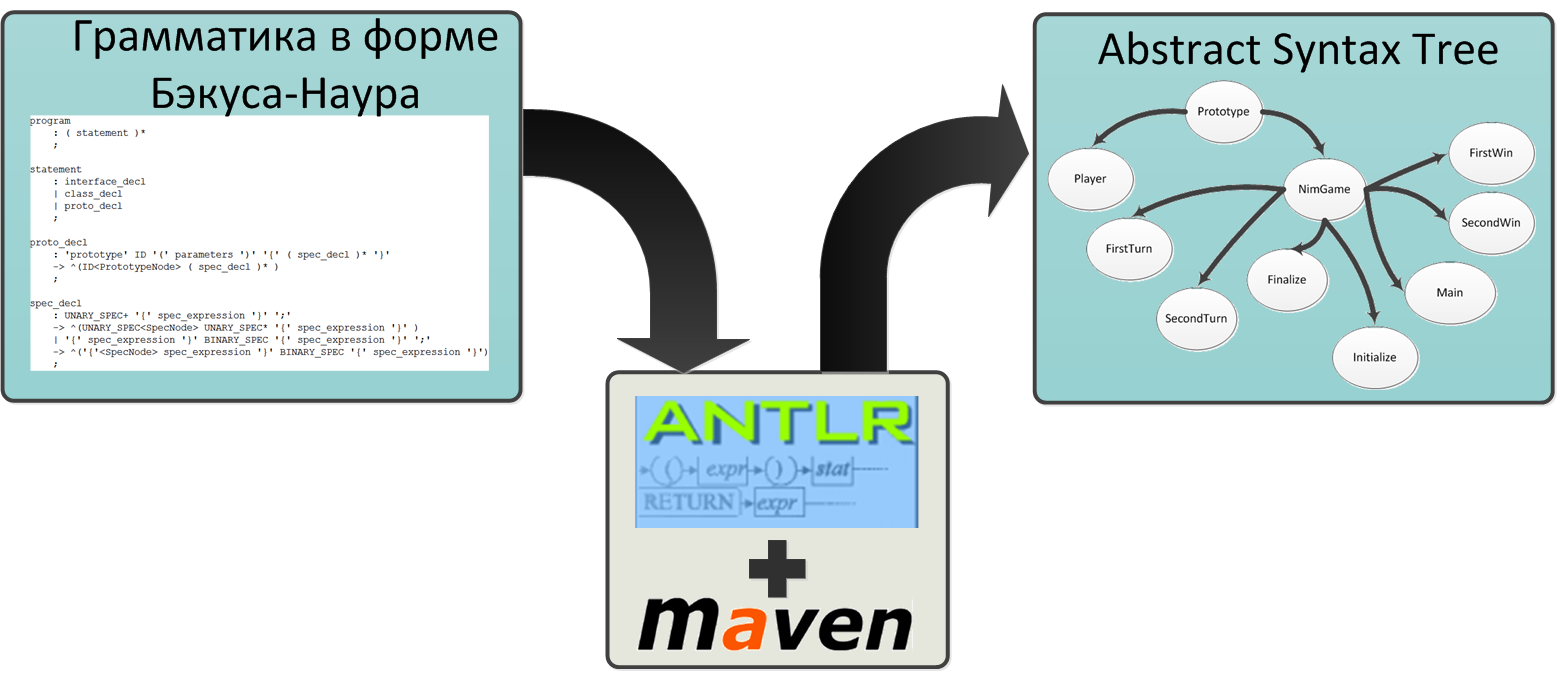 Грамматика в форме
Бэкуса-Наура
program
: ( statement )*
;
statement
: interface_decl
| class_decl
| proto_decl
;
proto_decl
: 'prototype' ID '(' parameters ')' '{' ( spec_decl )* '}'
-> ^(ID<PrototypeNode> ( spec_decl )* )
;
spec_decl
: UNARY_SPEC+ '{' spec_expression '}' ';'
-> ^(UNARY_SPEC<SpecNode> UNARY_SPEC* '{' spec_expression '}' )
| '{' spec_expression '}' BINARY_SPEC '{' spec_expression '}' ';'
-> ^('{'<SpecNode> spec_expression '}' BINARY_SPEC '{' spec_expression '}')
;
ANTLR
( ) expr ( ) stat
RETURN expr
maven
Abstract Syntax Tree
Prototype
Player
NimGame
FirstWin
SecondWin
FirstTurn
Finalize
Main
SecondTurn
Initialize